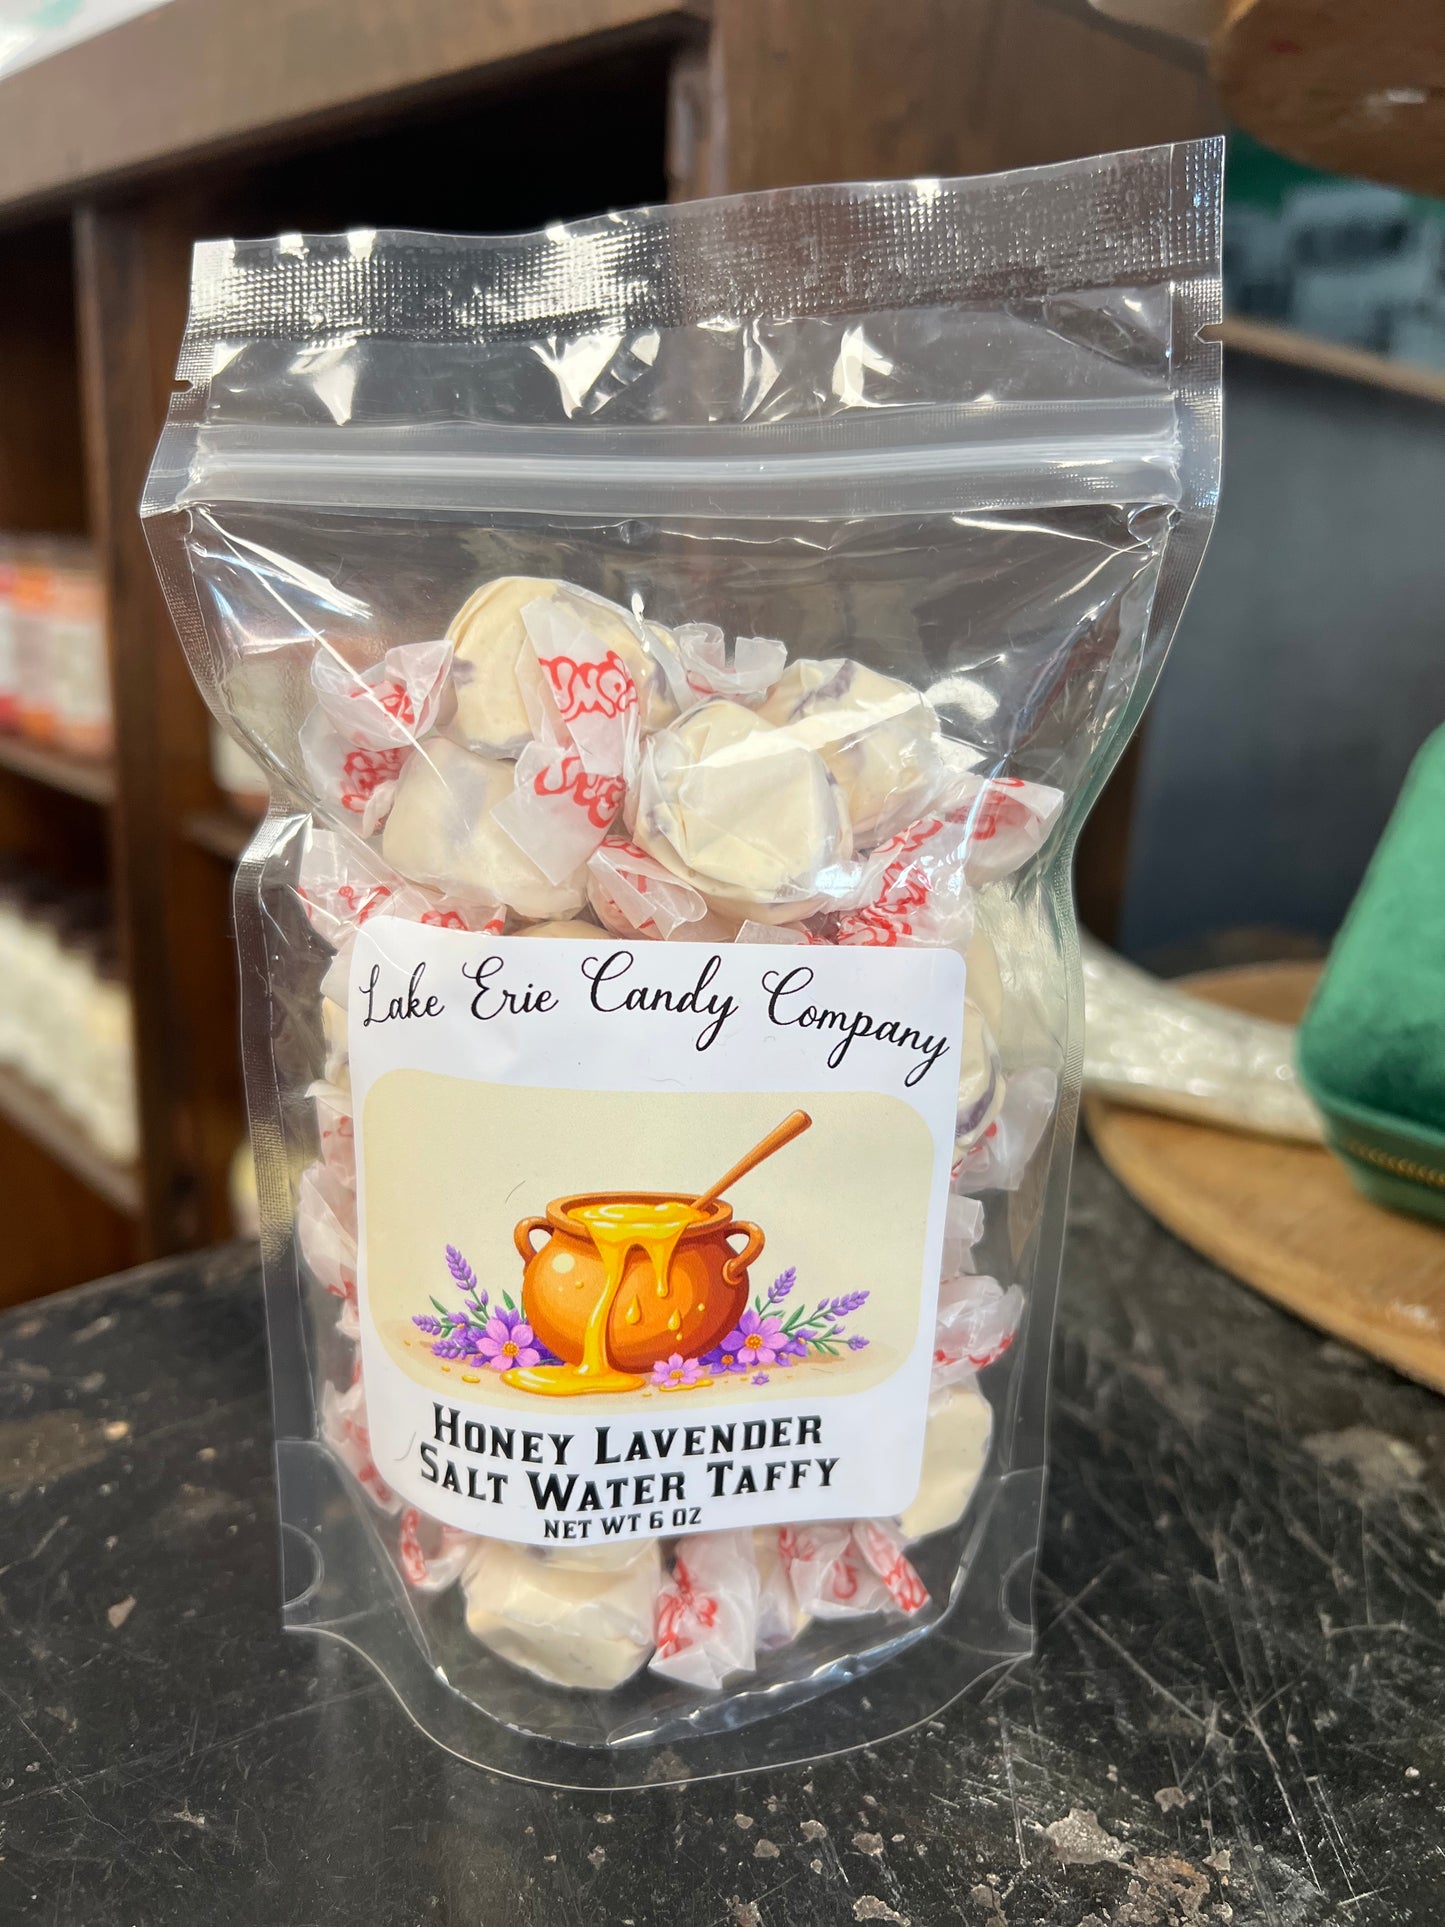 Lake Erie Candy Company
Honey Lavender
Salt Water Taffy
Net Wt 6 oz